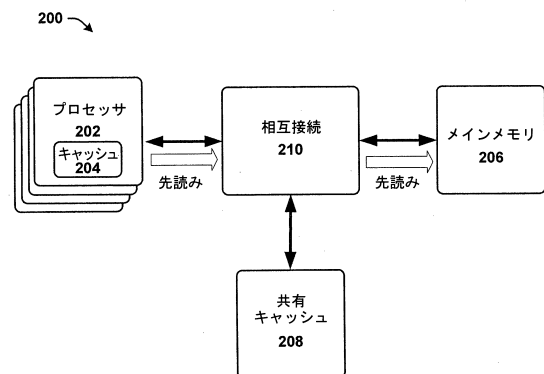 200
プロセッサ
202
キャッシュ
204
先読み
相互接続
210
先読み
メインメモリ
206
共有
キャッシュ
208